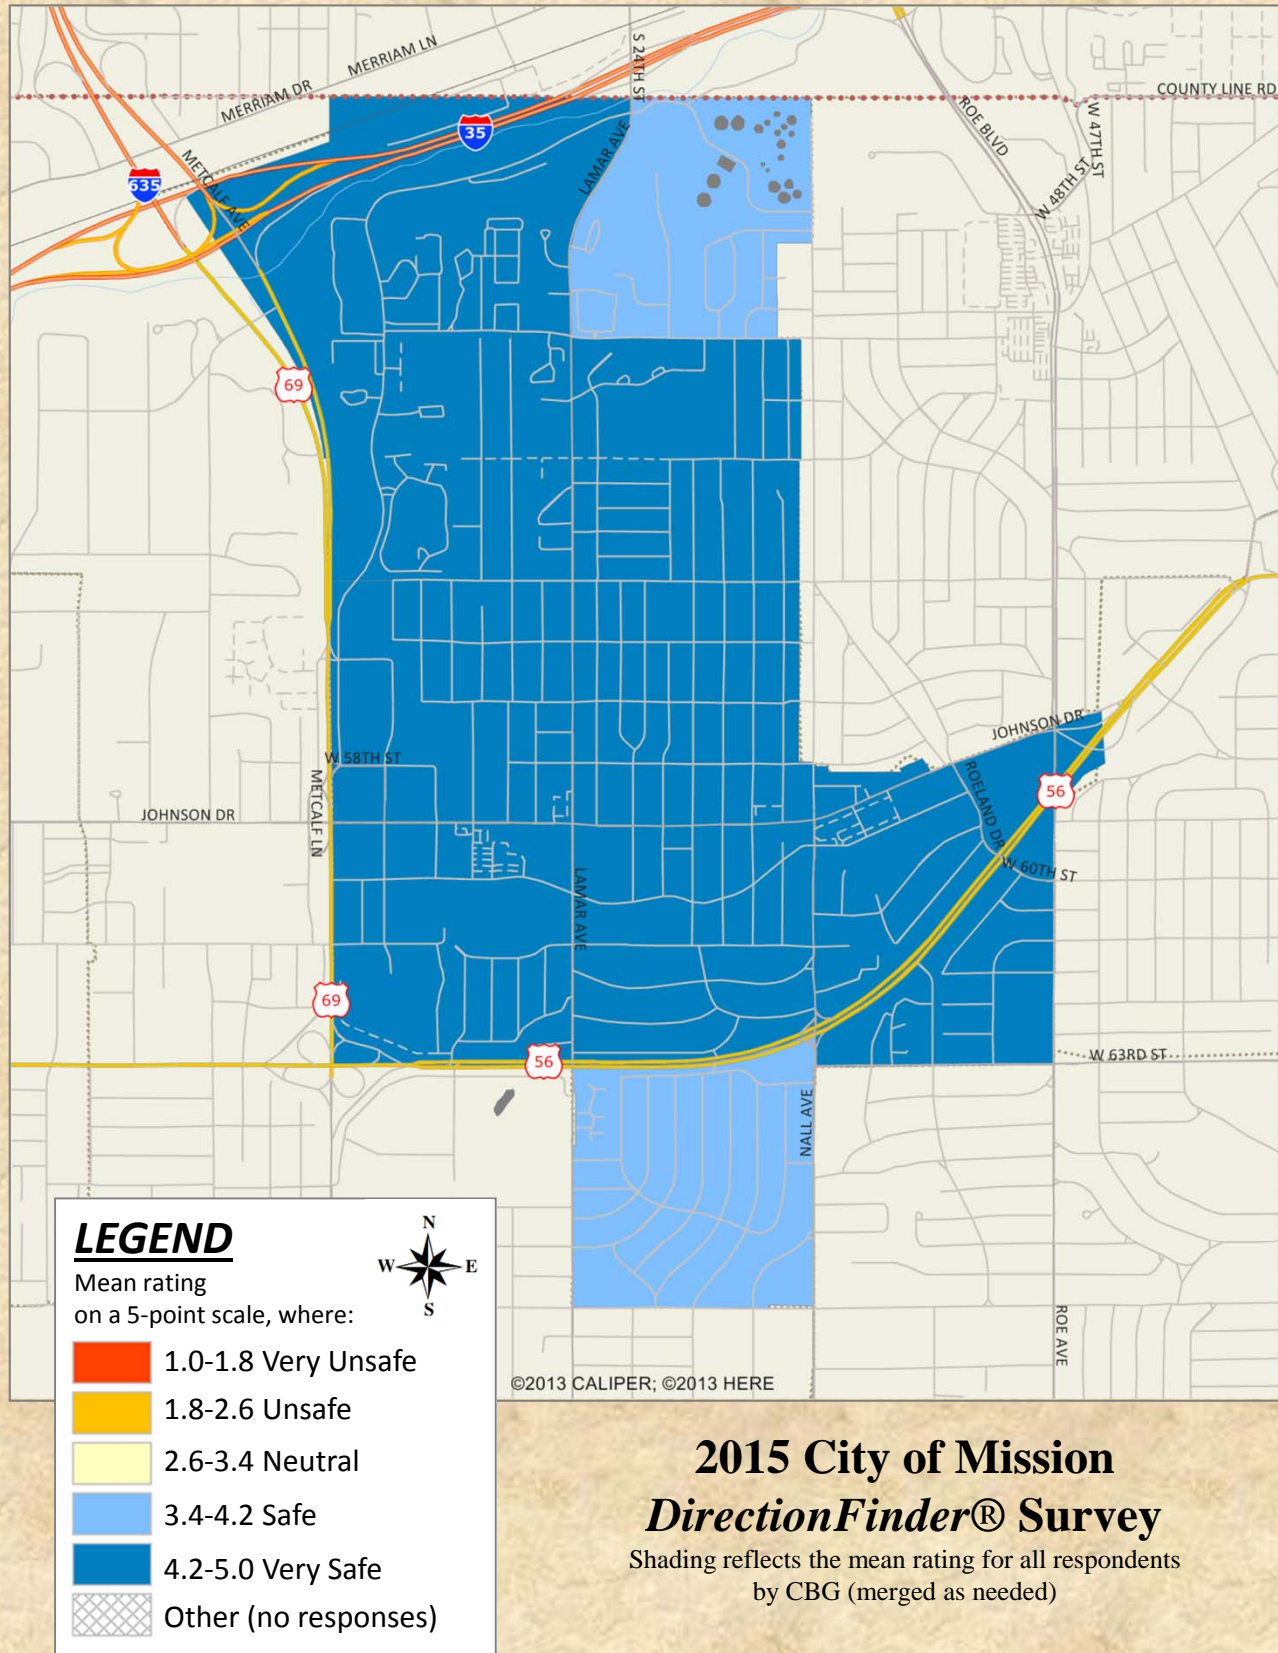 MERRIAM LN
S 24TH ST
MERRIAM DR
COUNTY LINE RD
ROE BLVD
W 47TH ST
35
LAMAR AVE
METCALF AVE
635
W 48TH ST
69
JOHNSON DR
W 58TH ST
ROELAND DR
METCALF LN
56
JOHNSON DR
W 60TH ST
LAMAR AVE
69
56
W 63RD ST
NALL AVE
ROE AVE
LEGEND
N
W E
S
Mean rating
on a 5-point scale, where:
1.0-1.8 Very Unsafe
1.8-2.6 Unsafe
2.6-3.4 Neutral
3.4-4.2 Safe
4.2-5.0 Very Safe
Other (no responses)
©2013 CALIPER; ©2013 HERE
2015 City of Mission
DirectionFinder® Survey
Shading reflects the mean rating for all respondents
by CBG (merged as needed)